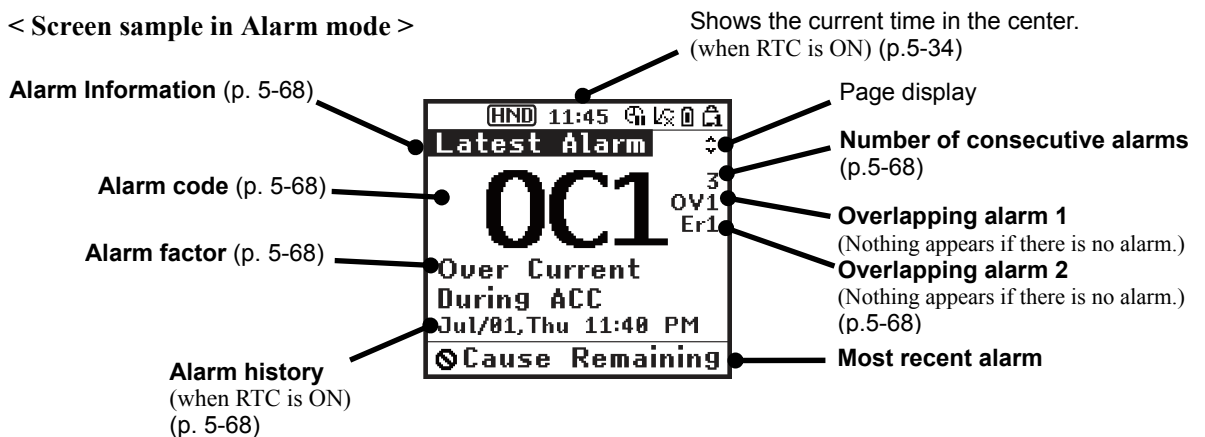 < Screen sample in Alarm mode >
Shows the current time in the center.
(when RTC is ON) (p.5-34)
Alarm Information (p. 5-68)
Page display
HND 11:45
Latest Alarm
Number of consecutive alarms
(p.5-68)
Alarm code (p. 5-68)
0C1
3
OV1
Er1
Overlapping alarm 1
(Nothing appears if there is no alarm.)
Overlapping alarm 2
(Nothing appears if there is no alarm.)
(p.5-68)
Alarm factor (p. 5-68)
Over Current
During ACC
Jul/01,Thu 11:40 PM
Cause Remaining
Most recent alarm
Alarm history
(when RTC is ON)
(p. 5-68)